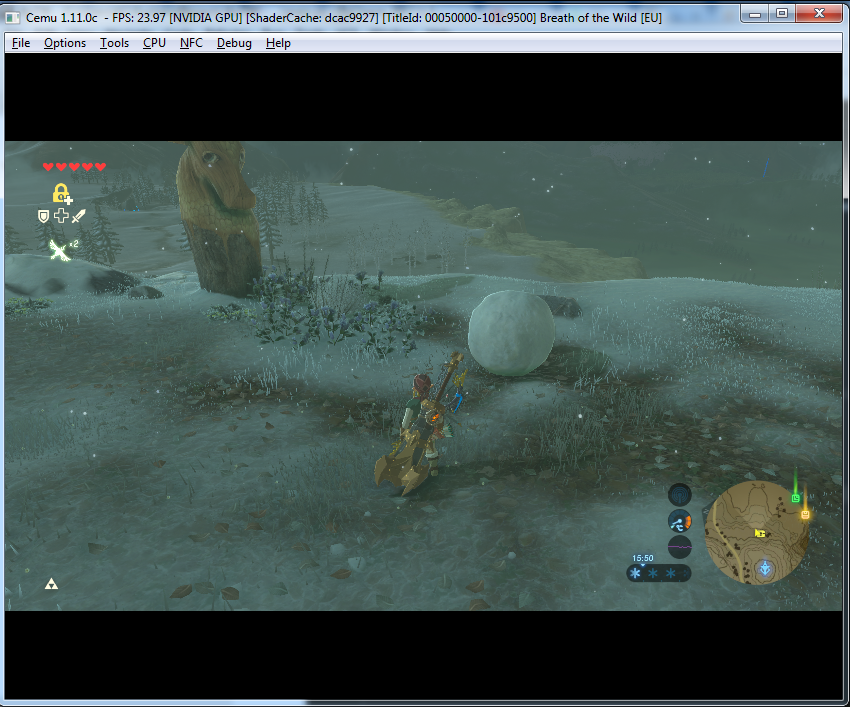 Cemu 1.11.0c - FPS: 23.97 [NVIDIA GPU] [ShaderCache: dcac9927] [TitleId: 00050000-101c9500] Breath of the Wild [EU]
File Options Tools CPU NFC Debug Help
×2
15:50